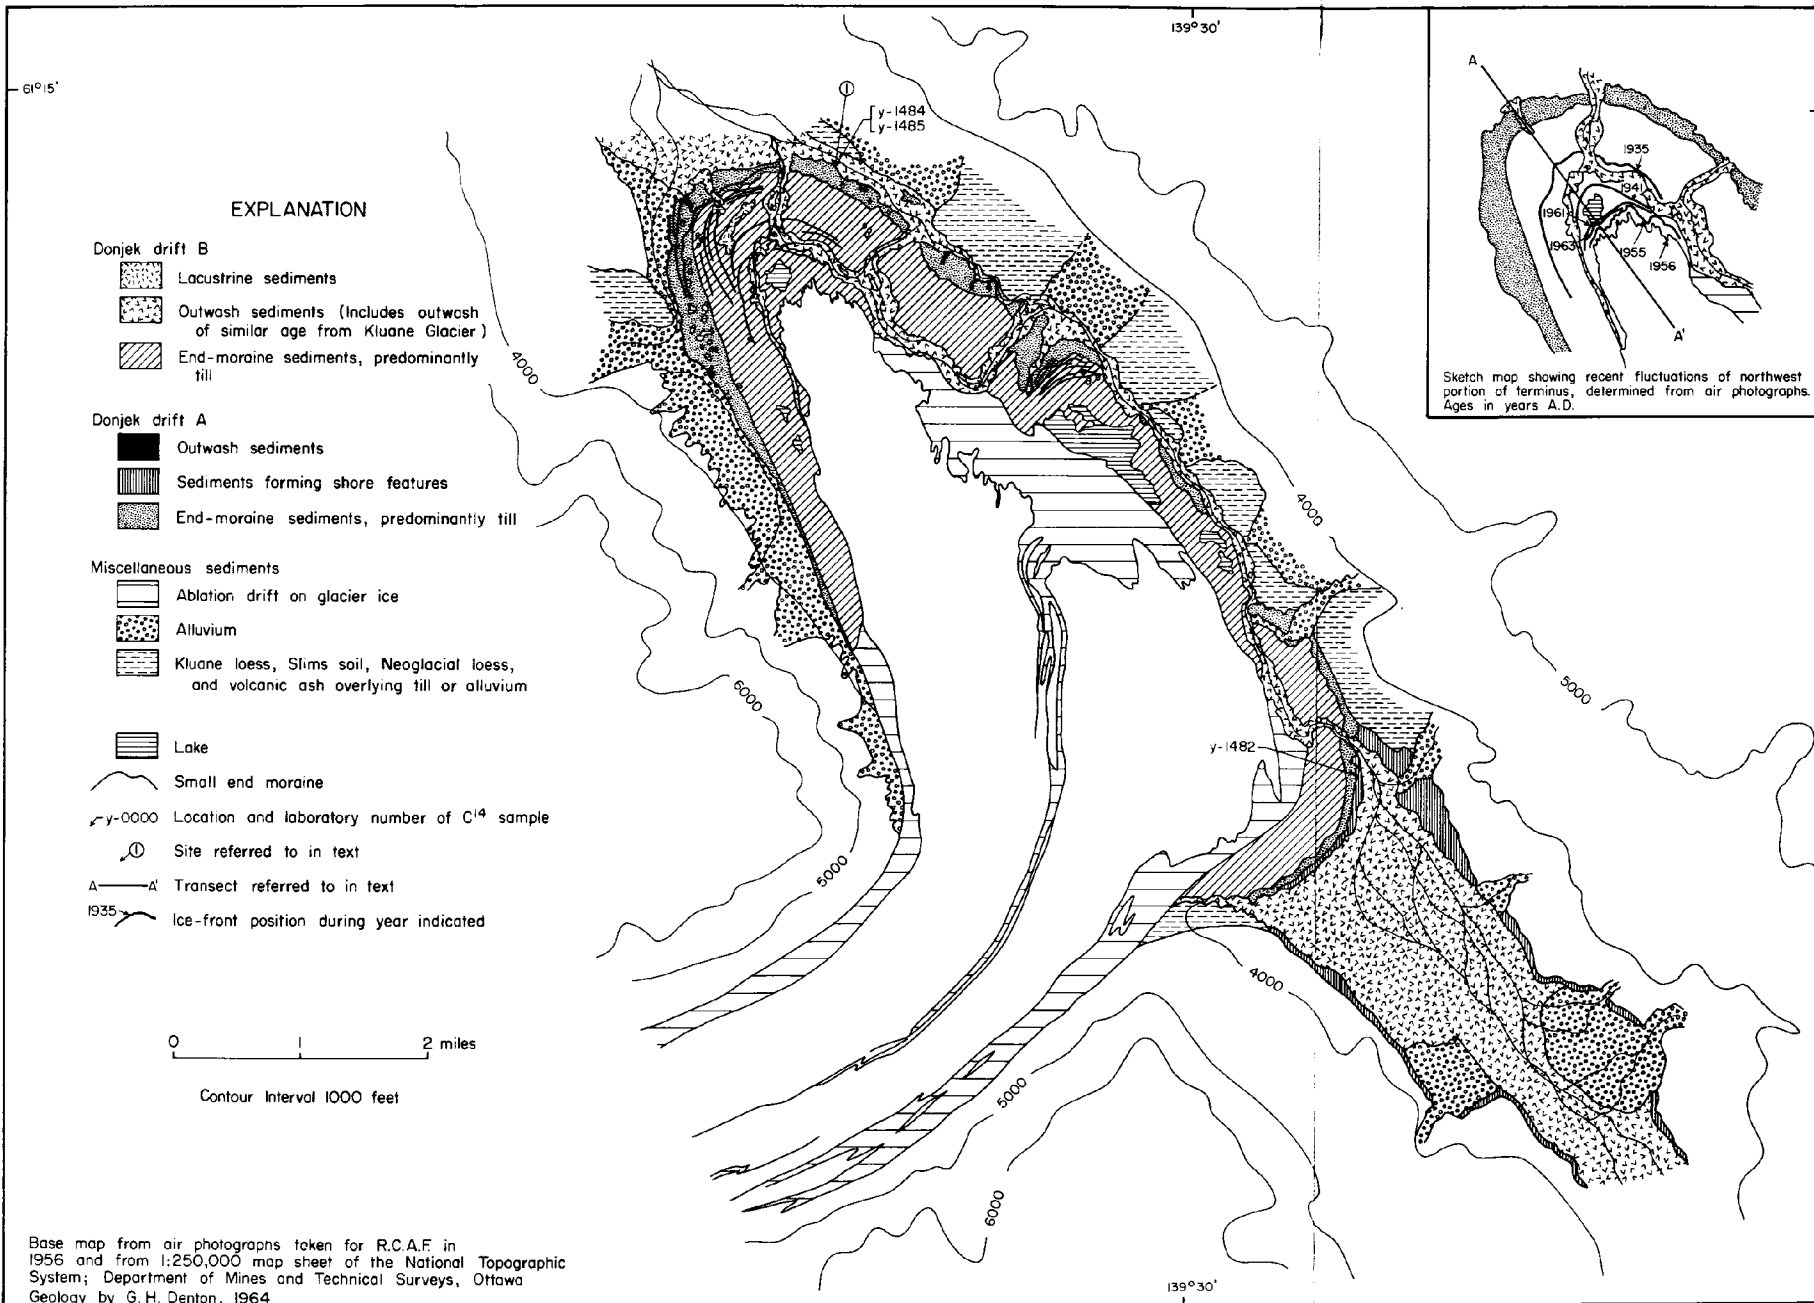 139°30'
61°15'
1
y-1484
y-1485
EXPLANATION
Donjek drift B
Lacustrine sediments
Outwash sediments (Includes outwash
of similar age from Kluane Glacier)
End-moraine sediments, predominantly
till
Donjek drift A
Outwash sediments
Sediments forming shore features
End-moraine sediments, predominantly till
Miscellaneous sediments
Ablation drift on glacier ice
Alluvium
Kluane loess, Slims soil, Neoglacial loess,
and volcanic ash overlying till or alluvium
Lake
Small end moraine
y-0000 Location and laboratory number of C14 sample
1 Site referred to in text
A A' Transect referred to in text
1935 Ice-front position during year indicated
0 1 2 miles
Contour Interval 1000 feet
Base map from air photographs taken for R.C.A.F. in
1956 and from 1:250,000 map sheet of the National Topographic
System; Department of Mines and Technical Surveys, Ottawa
Geology by G. H. Denton, 1964
4000
6000
5000
4000
5000
y-1482
4000
5000
6000
139°30'
A
1935
1941
1961
1963
1955
1956
A'
Sketch map showing recent fluctuations of northwest
portion of terminus, determined from air photographs.
Ages in years A.D.